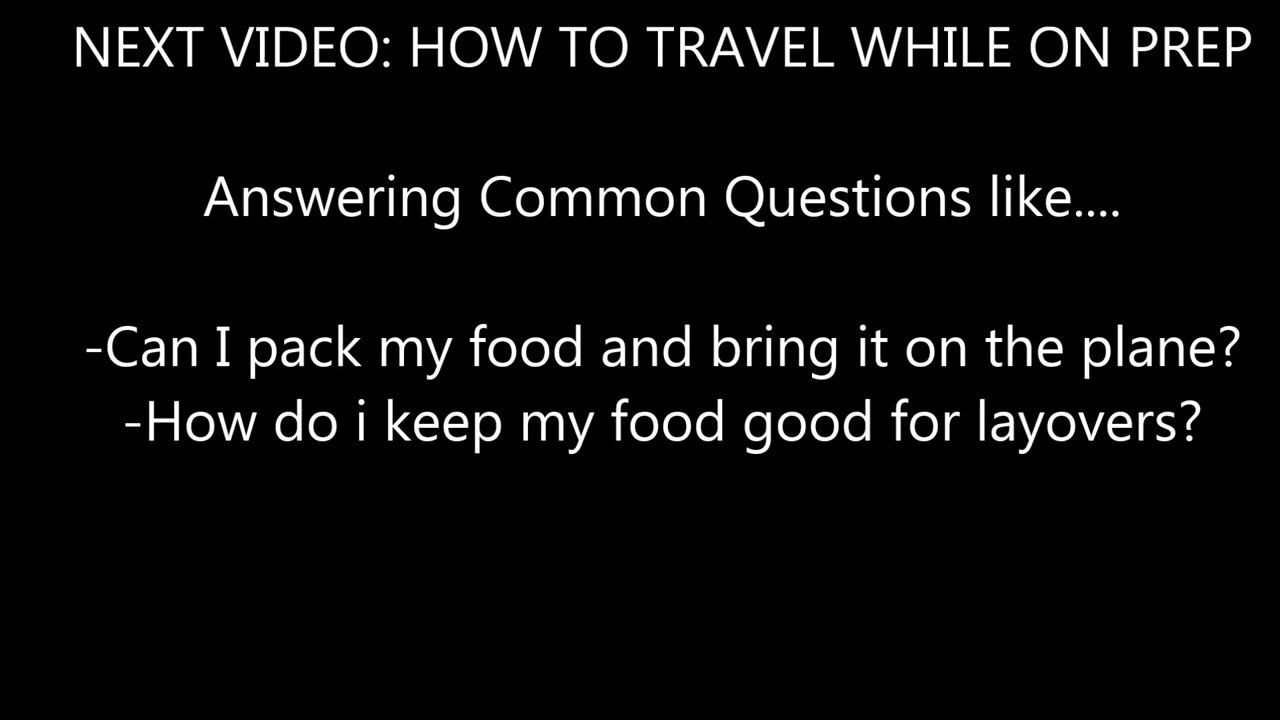 NEXT VIDEO: HOW TO TRAVEL WHILE ON PREP
Answering Common Questions like....
-Can I pack my food and bring it on the plane?
-How do i keep my food good for layovers?